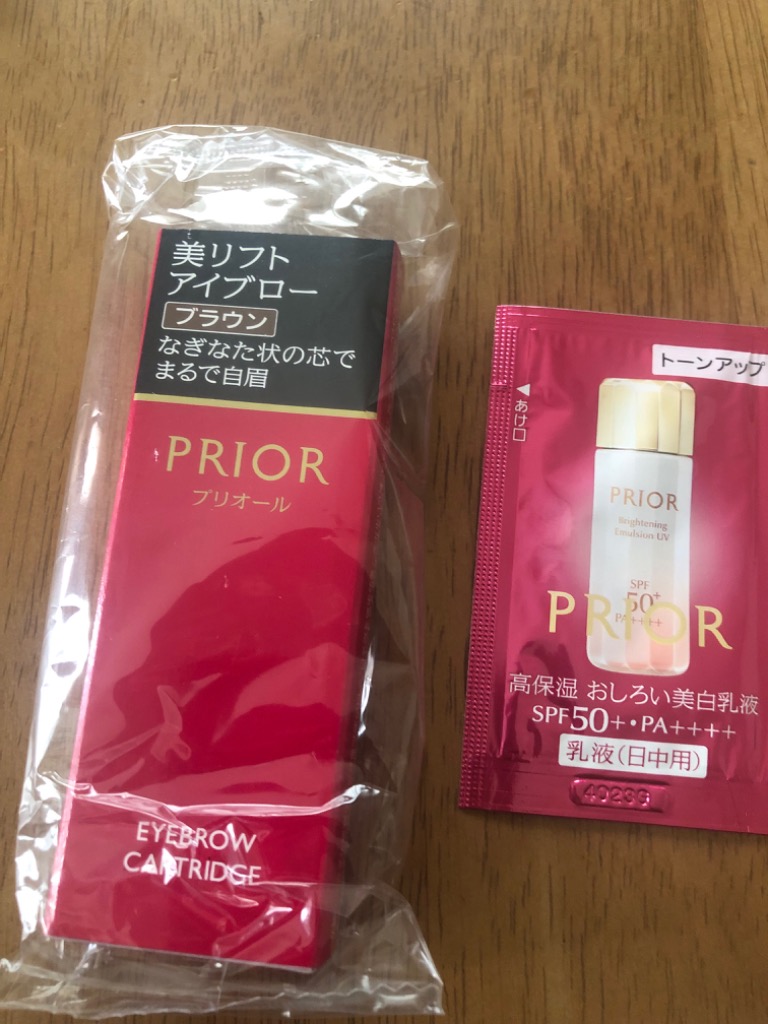 美リフト
アイブロー
ブラウン
なぎなた状の芯で
まるで自眉
PRIOR
プリオール
EYEBROW
CARTRIDGE
トーンアップ
◀あけ口
PRIOR
Brightening
Emulsion UV
SPF
50+
PA++++
PRIOR
高保湿 おしろい美白乳液
SPF50+・PA++++
乳液(日中用)